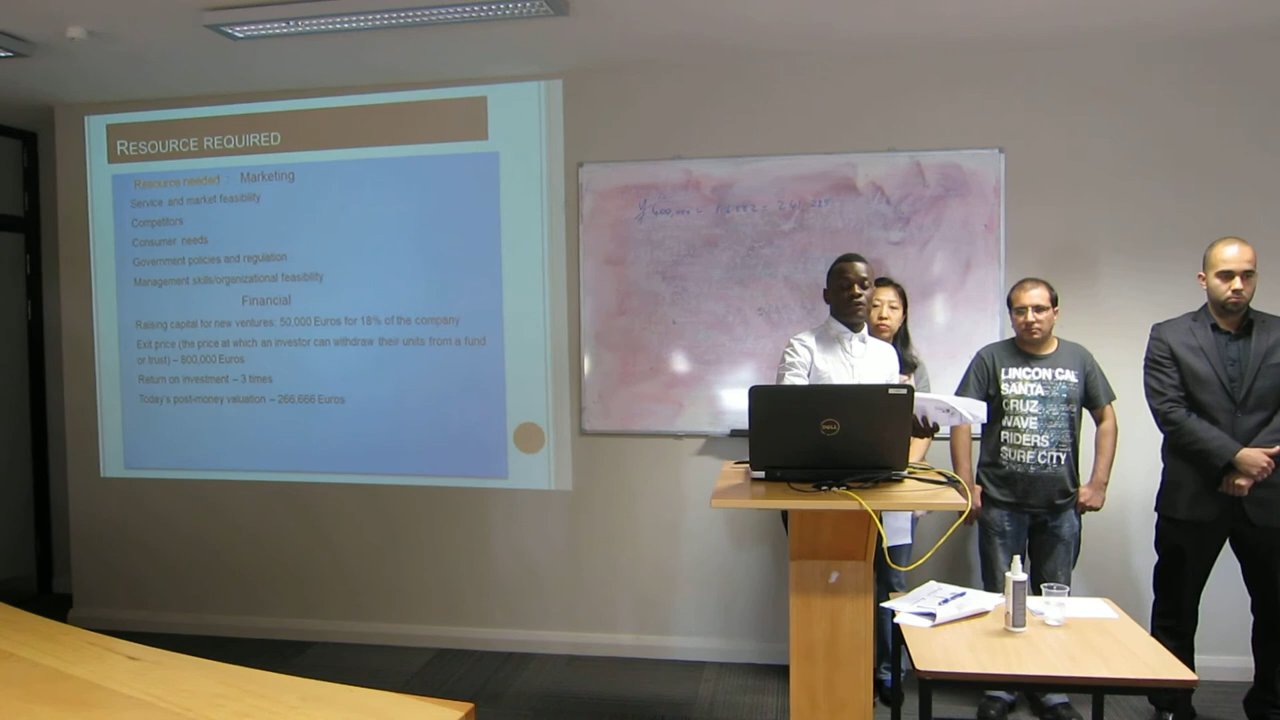 RESOURCE REQUIRED
Resource needed : Marketing
Service and market feasibility
Competitors
Consumer needs
Government policies and regulation
Management skills/organizational feasibility
Financial
Raising capital for new ventures: 50,000 Euros for 18% of the company
Exit price (the price at which an investor can withdraw their units from a fund
or trust) – 800,000 Euros
Return on investment – 3 times
Today's post-money valuation – 266,666 Euros
DELL
LINCON CAL
SANTA
CRUZ
WAVE
RIDERS
SURF CITY